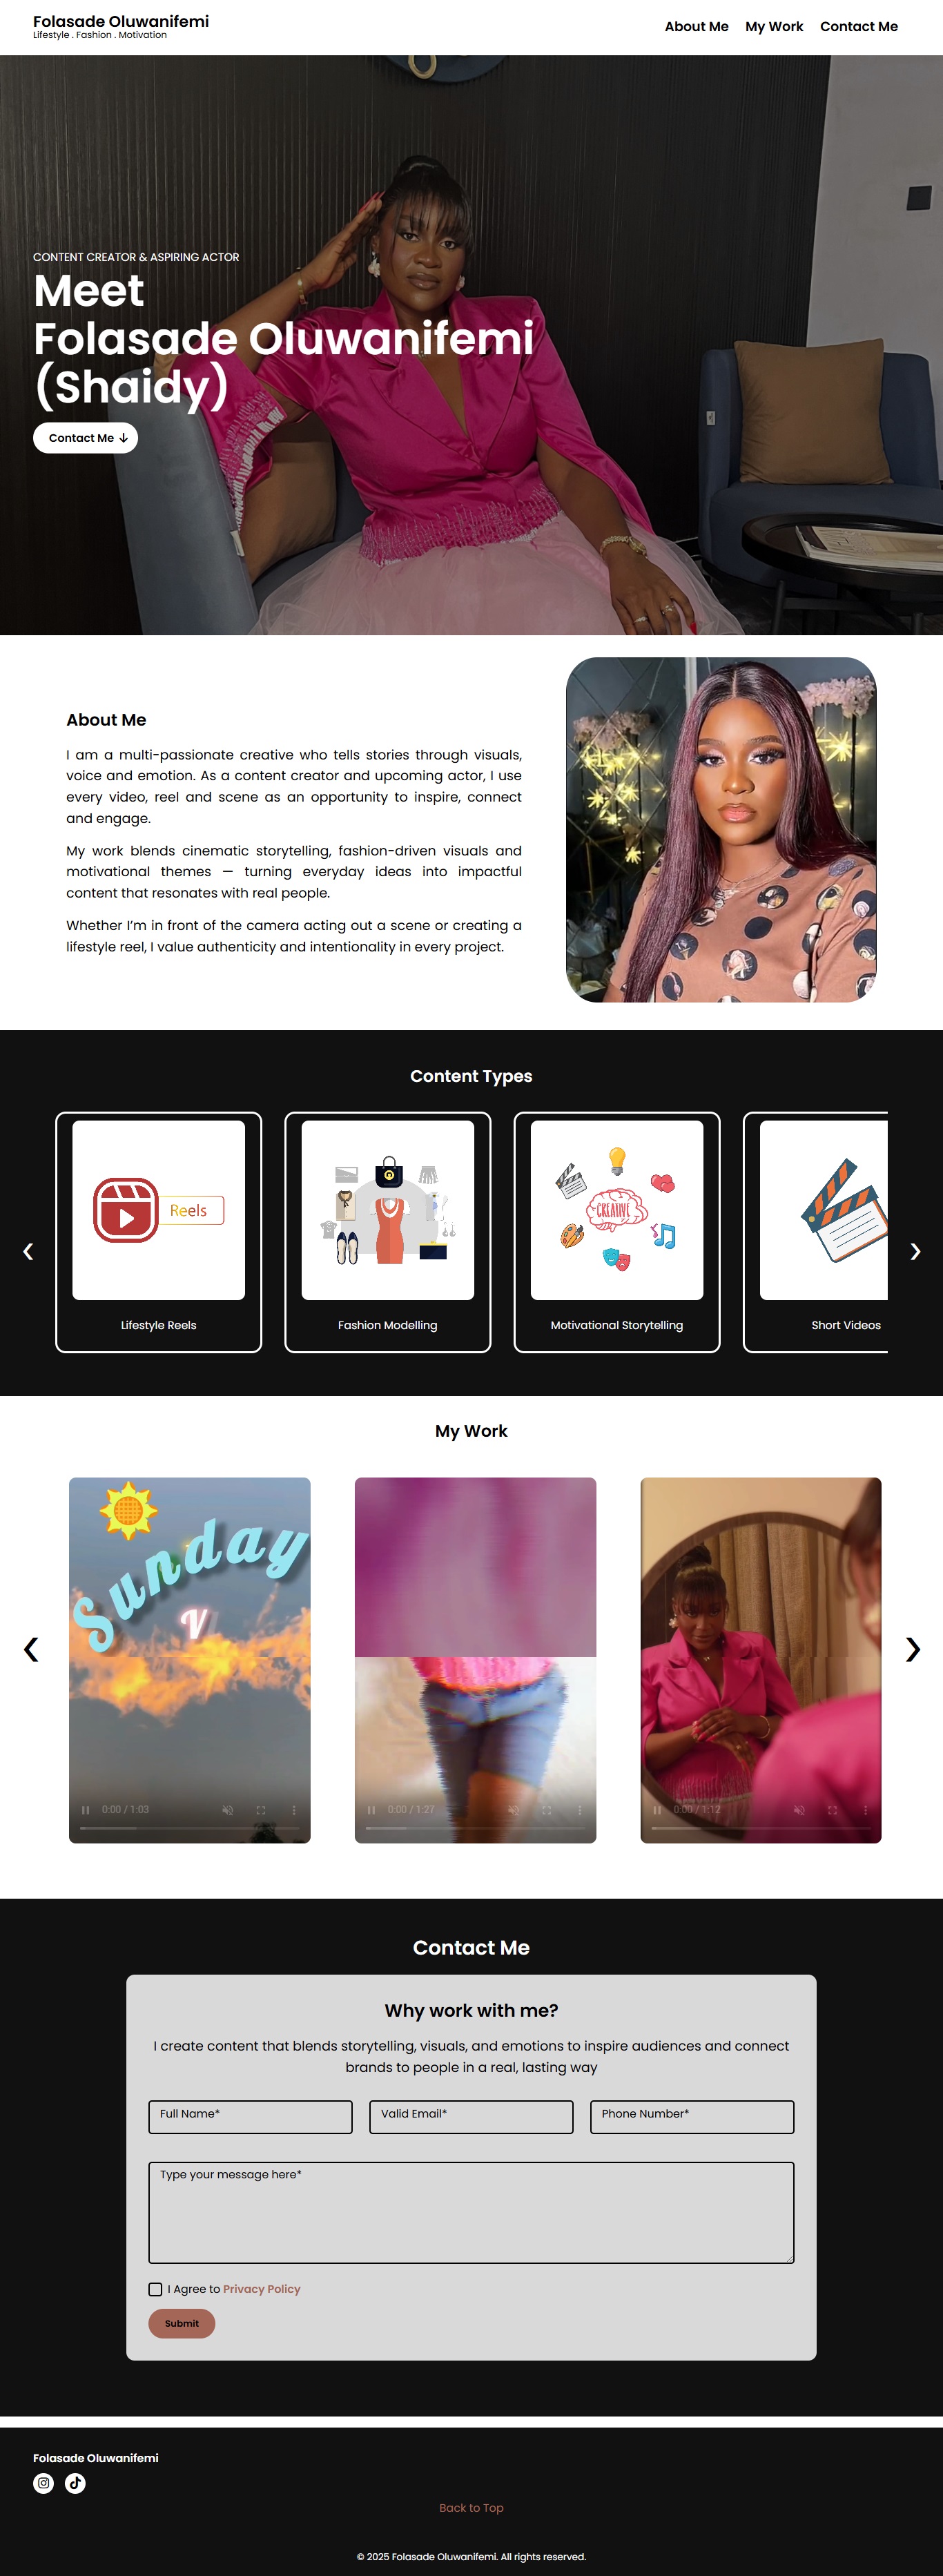 Folasade Oluwanifemi
Lifestyle . Fashion . Motivation
About Me
My Work
Contact Me
CONTENT CREATOR & ASPIRING ACTOR
Meet
Folasade Oluwanifemi
(Shaidy)
Contact Me ↓
About Me
I am a multi-passionate creative who tells stories through visuals,
voice and emotion. As a content creator and upcoming actor, I use
every video, reel and scene as an opportunity to inspire, connect
and engage.
My work blends cinematic storytelling, fashion-driven visuals and
motivational themes — turning everyday ideas into impactful
content that resonates with real people.
Whether I'm in front of the camera acting out a scene or creating a
lifestyle reel, I value authenticity and intentionality in every project.
Content Types
Reels
CREATIVE
Lifestyle Reels
Fashion Modelling
Motivational Storytelling
Short Videos
My Work
Sunday
V
0:00 / 1:03
0:00 / 1:27
0:00 / 1:12
Contact Me
Why work with me?
I create content that blends storytelling, visuals, and emotions to inspire audiences and connect
brands to people in a real, lasting way
Full Name*
Valid Email*
Phone Number*
Type your message here*
I Agree to Privacy Policy
Submit
Folasade Oluwanifemi
Back to Top
© 2025 Folasade Oluwanifemi. All rights reserved.